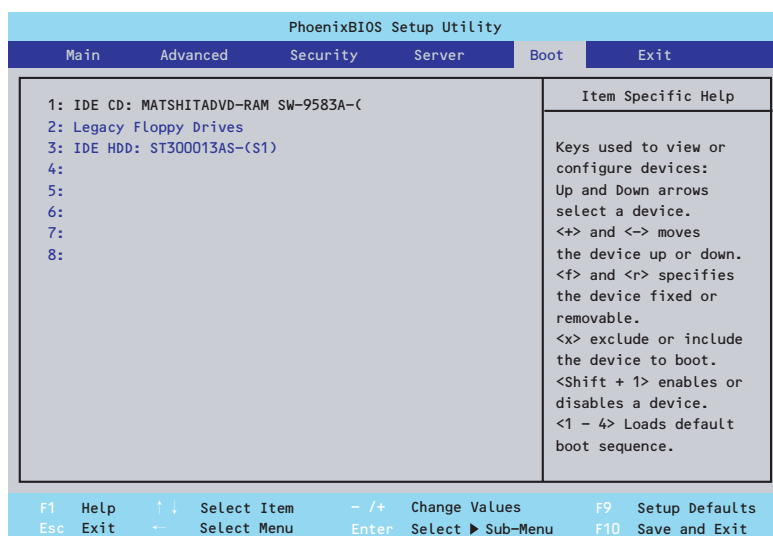 PhoenixBIOS Setup Utility
Main Advanced Security Server Boot Exit
1: IDE CD: MATSHITADVD-RAM SW-9583A-(
2: Legacy Floppy Drives
3: IDE HDD: ST300013AS-(S1)
4:
5:
6:
7:
8:
Item Specific Help
Keys used to view or
configure devices:
Up and Down arrows
select a device.
<+> and <-> moves
the device up or down.
<f> and <r> specifies
the device fixed or
removable.
<x> exclude or include
the device to boot.
<Shift + 1> enables or
disables a device.
<1 - 4> Loads default
boot sequence.
F1 Help ↑↓ Select Item - /+ Change Values F9 Setup Defaults
Esc Exit ← Select Menu Enter Select ▶ Sub-Menu F10 Save and Exit